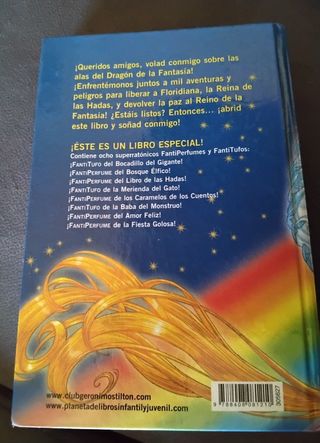 ¡Queridos amigos, volad conmigo sobre las
alas del Dragón de la Fantasía!
¡Enfrentémonos juntos a mil aventuras y
peligros para liberar a Floridiana, la Reina de
las Hadas, y devolver la paz al Reino de la
Fantasía! ¿Estáis listos? Entonces... ¡abrid
este libro y soñad conmigo!
¡ÉSTE ES UN LIBRO ESPECIAL!
Contiene ocho superratónicos FantiPerfumes y FantiTufos:
¡FANTITUFO del Bocadillo del Gigante!
¡FANTIPERFUME del Bosque Élfico!
¡FANTIPERFUME del Libro de las Hadas!
¡FANTITUFO de la Merienda del Gato!
¡FANTIPERFUME de los Caramelos de los Cuentos!
¡FANTITUFO de la Baba del Monstruo!
¡FANTIPERFUME del Amor Feliz!
¡FANTIPERFUME de la Fiesta Golosa!
www.clubgeronimostilton.com
www.planetadelibrosinfantilyjuvenil.com
9 788408 081210